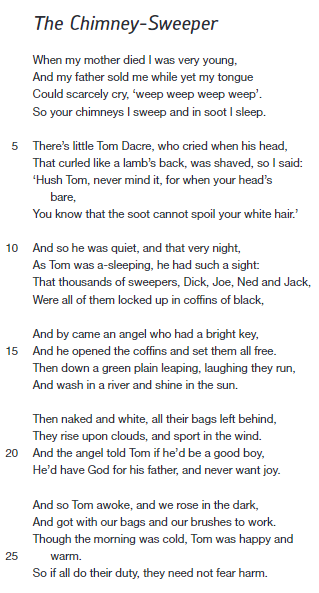 The Chimney-Sweeper
When my mother died I was very young,
And my father sold me while yet my tongue
Could scarcely cry, ‘weep weep weep weep’.
So your chimneys I sweep and in soot I sleep.
5 There’s little Tom Dacre, who cried when his head,
That curled like a lamb’s back, was shaved, so I said:
‘Hush Tom, never mind it, for when your head’s
bare,
You know that the soot cannot spoil your white hair.’
10 And so he was quiet, and that very night,
As Tom was a-sleeping, he had such a sight:
That thousands of sweepers, Dick, Joe, Ned and Jack,
Were all of them locked up in coffins of black,
And by came an angel who had a bright key,
15 And he opened the coffins and set them all free.
Then down a green plain leaping, laughing they run,
And wash in a river and shine in the sun.
Then naked and white, all their bags left behind,
They rise upon clouds, and sport in the wind.
20 And the angel told Tom if he’d be a good boy,
He’d have God for his father, and never want joy.
And so Tom awoke, and we rose in the dark,
And got with our bags and our brushes to work.
Though the morning was cold, Tom was happy and
25 warm.
So if all do their duty, they need not fear harm.